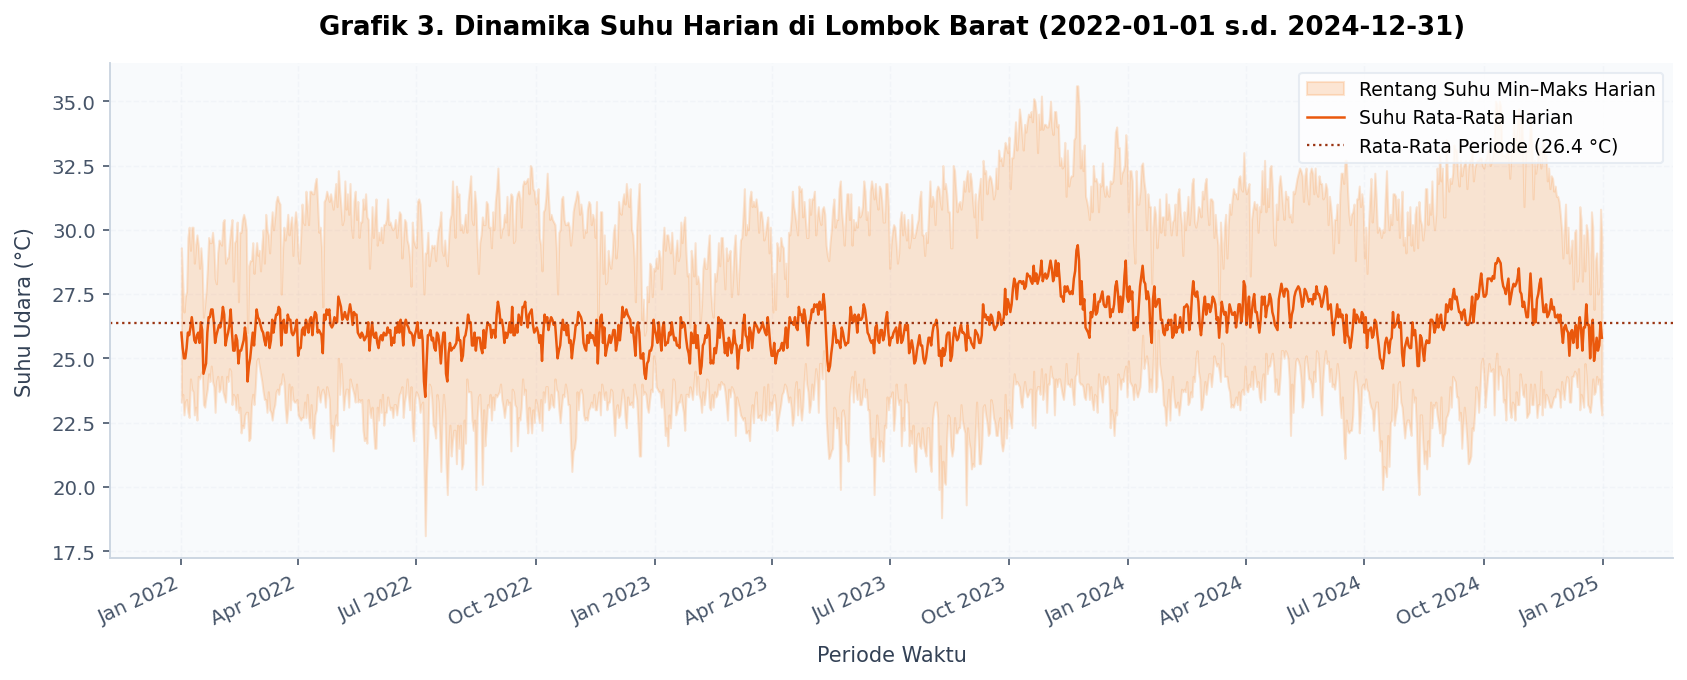 Grafik 3. Dinamika Suhu Harian di Lombok Barat (2022-01-01 s.d. 2024-12-31)
Rentang Suhu Min–Maks Harian
Suhu Rata-Rata Harian
Rata-Rata Periode (26.4 °C)
Suhu Udara (°C)
35.0
32.5
30.0
27.5
25.0
22.5
20.0
17.5
Jan 2022
Apr 2022
Jul 2022
Oct 2022
Jan 2023
Apr 2023
Jul 2023
Oct 2023
Jan 2024
Apr 2024
Jul 2024
Oct 2024
Jan 2025
Periode Waktu